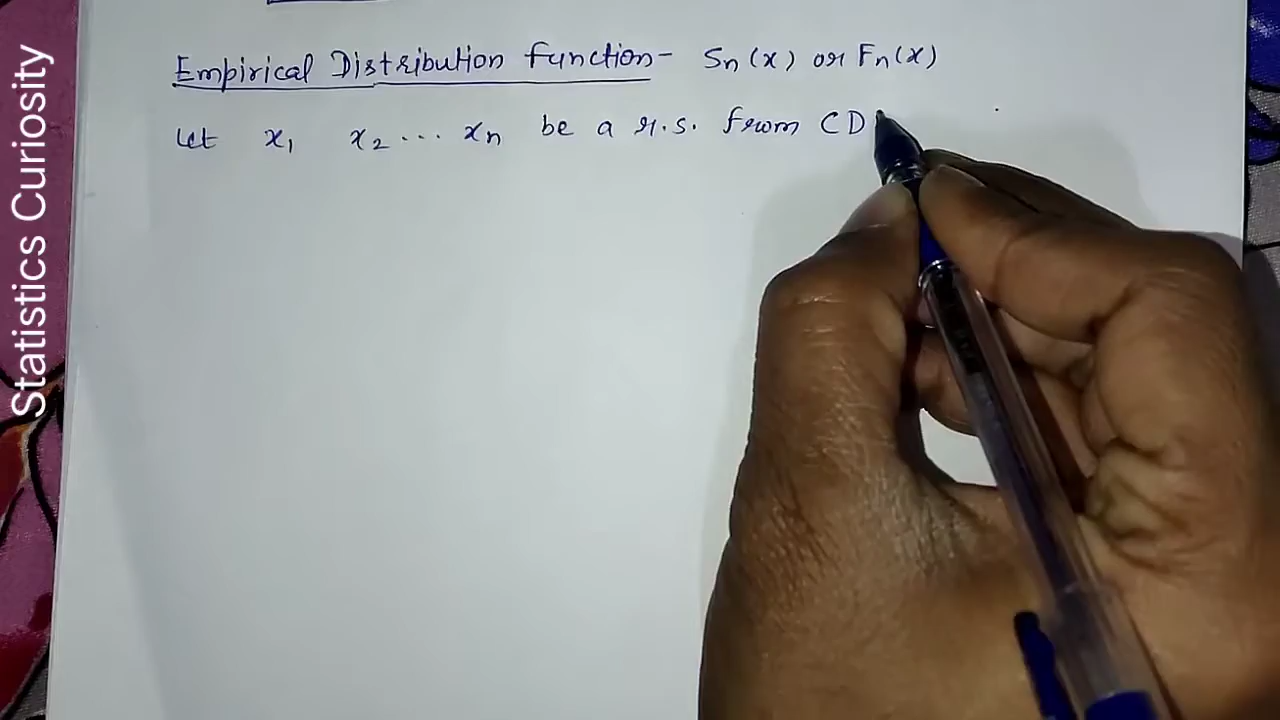 Statistics Curiosity
Empirical Distribution function- Sn(x) or Fn(x)
Let x1 x2 ... xn be a r.s. from CD